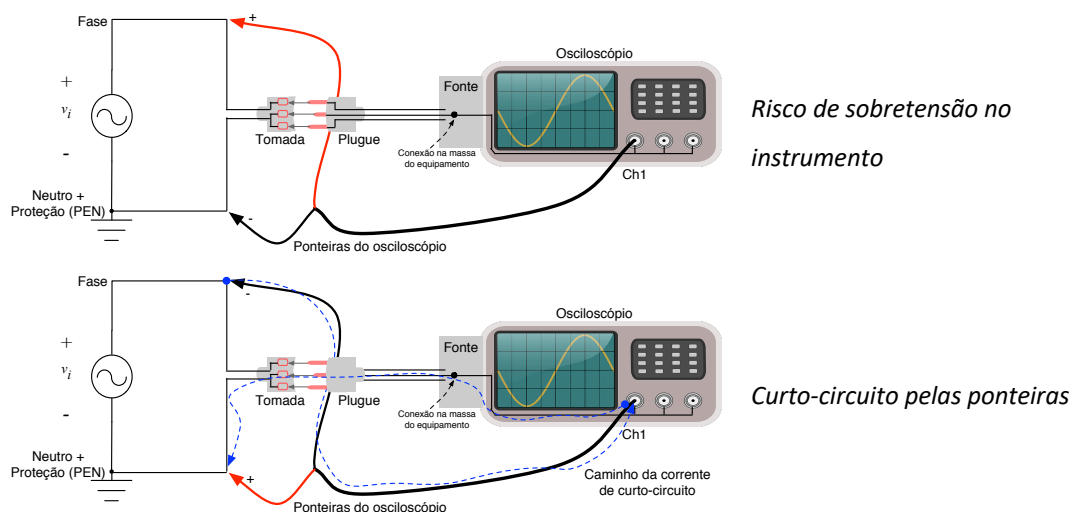 Fase
+
+
v_i
-
Neutro +
Proteção (PEN)
-
Tomada
Plugue
Fonte
Conexão na massa
do equipamento
Osciloscópio
Ch1
Ponteiras do osciloscópio
Risco de sobretensão no
instrumento
Fase
-
+
v_i
-
Neutro +
Proteção (PEN)
+
Tomada
Plugue
Fonte
Conexão na massa
do equipamento
Osciloscópio
Ch1
Caminho da corrente
de curto-circuito
Ponteiras do osciloscópio
Curto-circuito pelas ponteiras